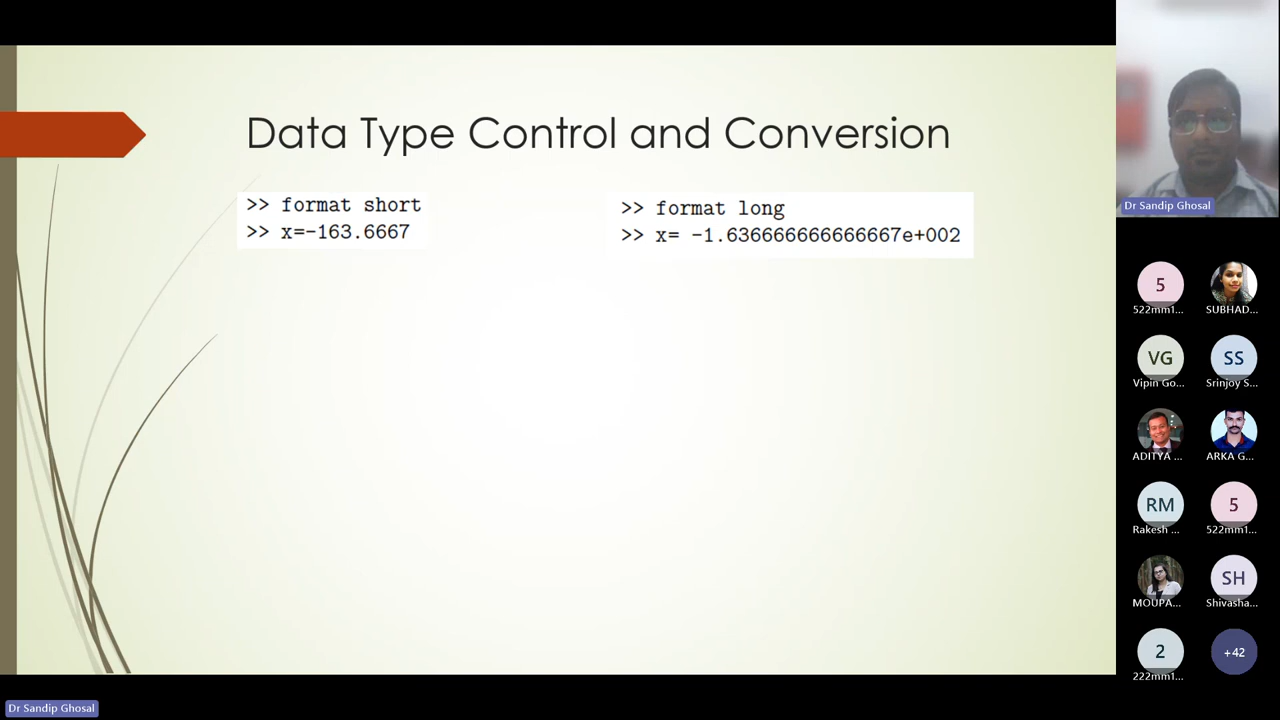 Data Type Control and Conversion
>> format short
>> x=-163.6667
>> format long
>> x= -1.636666666666667e+002
Dr Sandip Ghosal
5
522mm1...
SUBHAD...
VG
Vipin Go...
SS
Srinjoy S...
ADITYA ...
ARKA G...
RM
Rakesh ...
5
522mm1...
MOUPA...
SH
Shivasha...
2
222mm1...
+42
Dr Sandip Ghosal